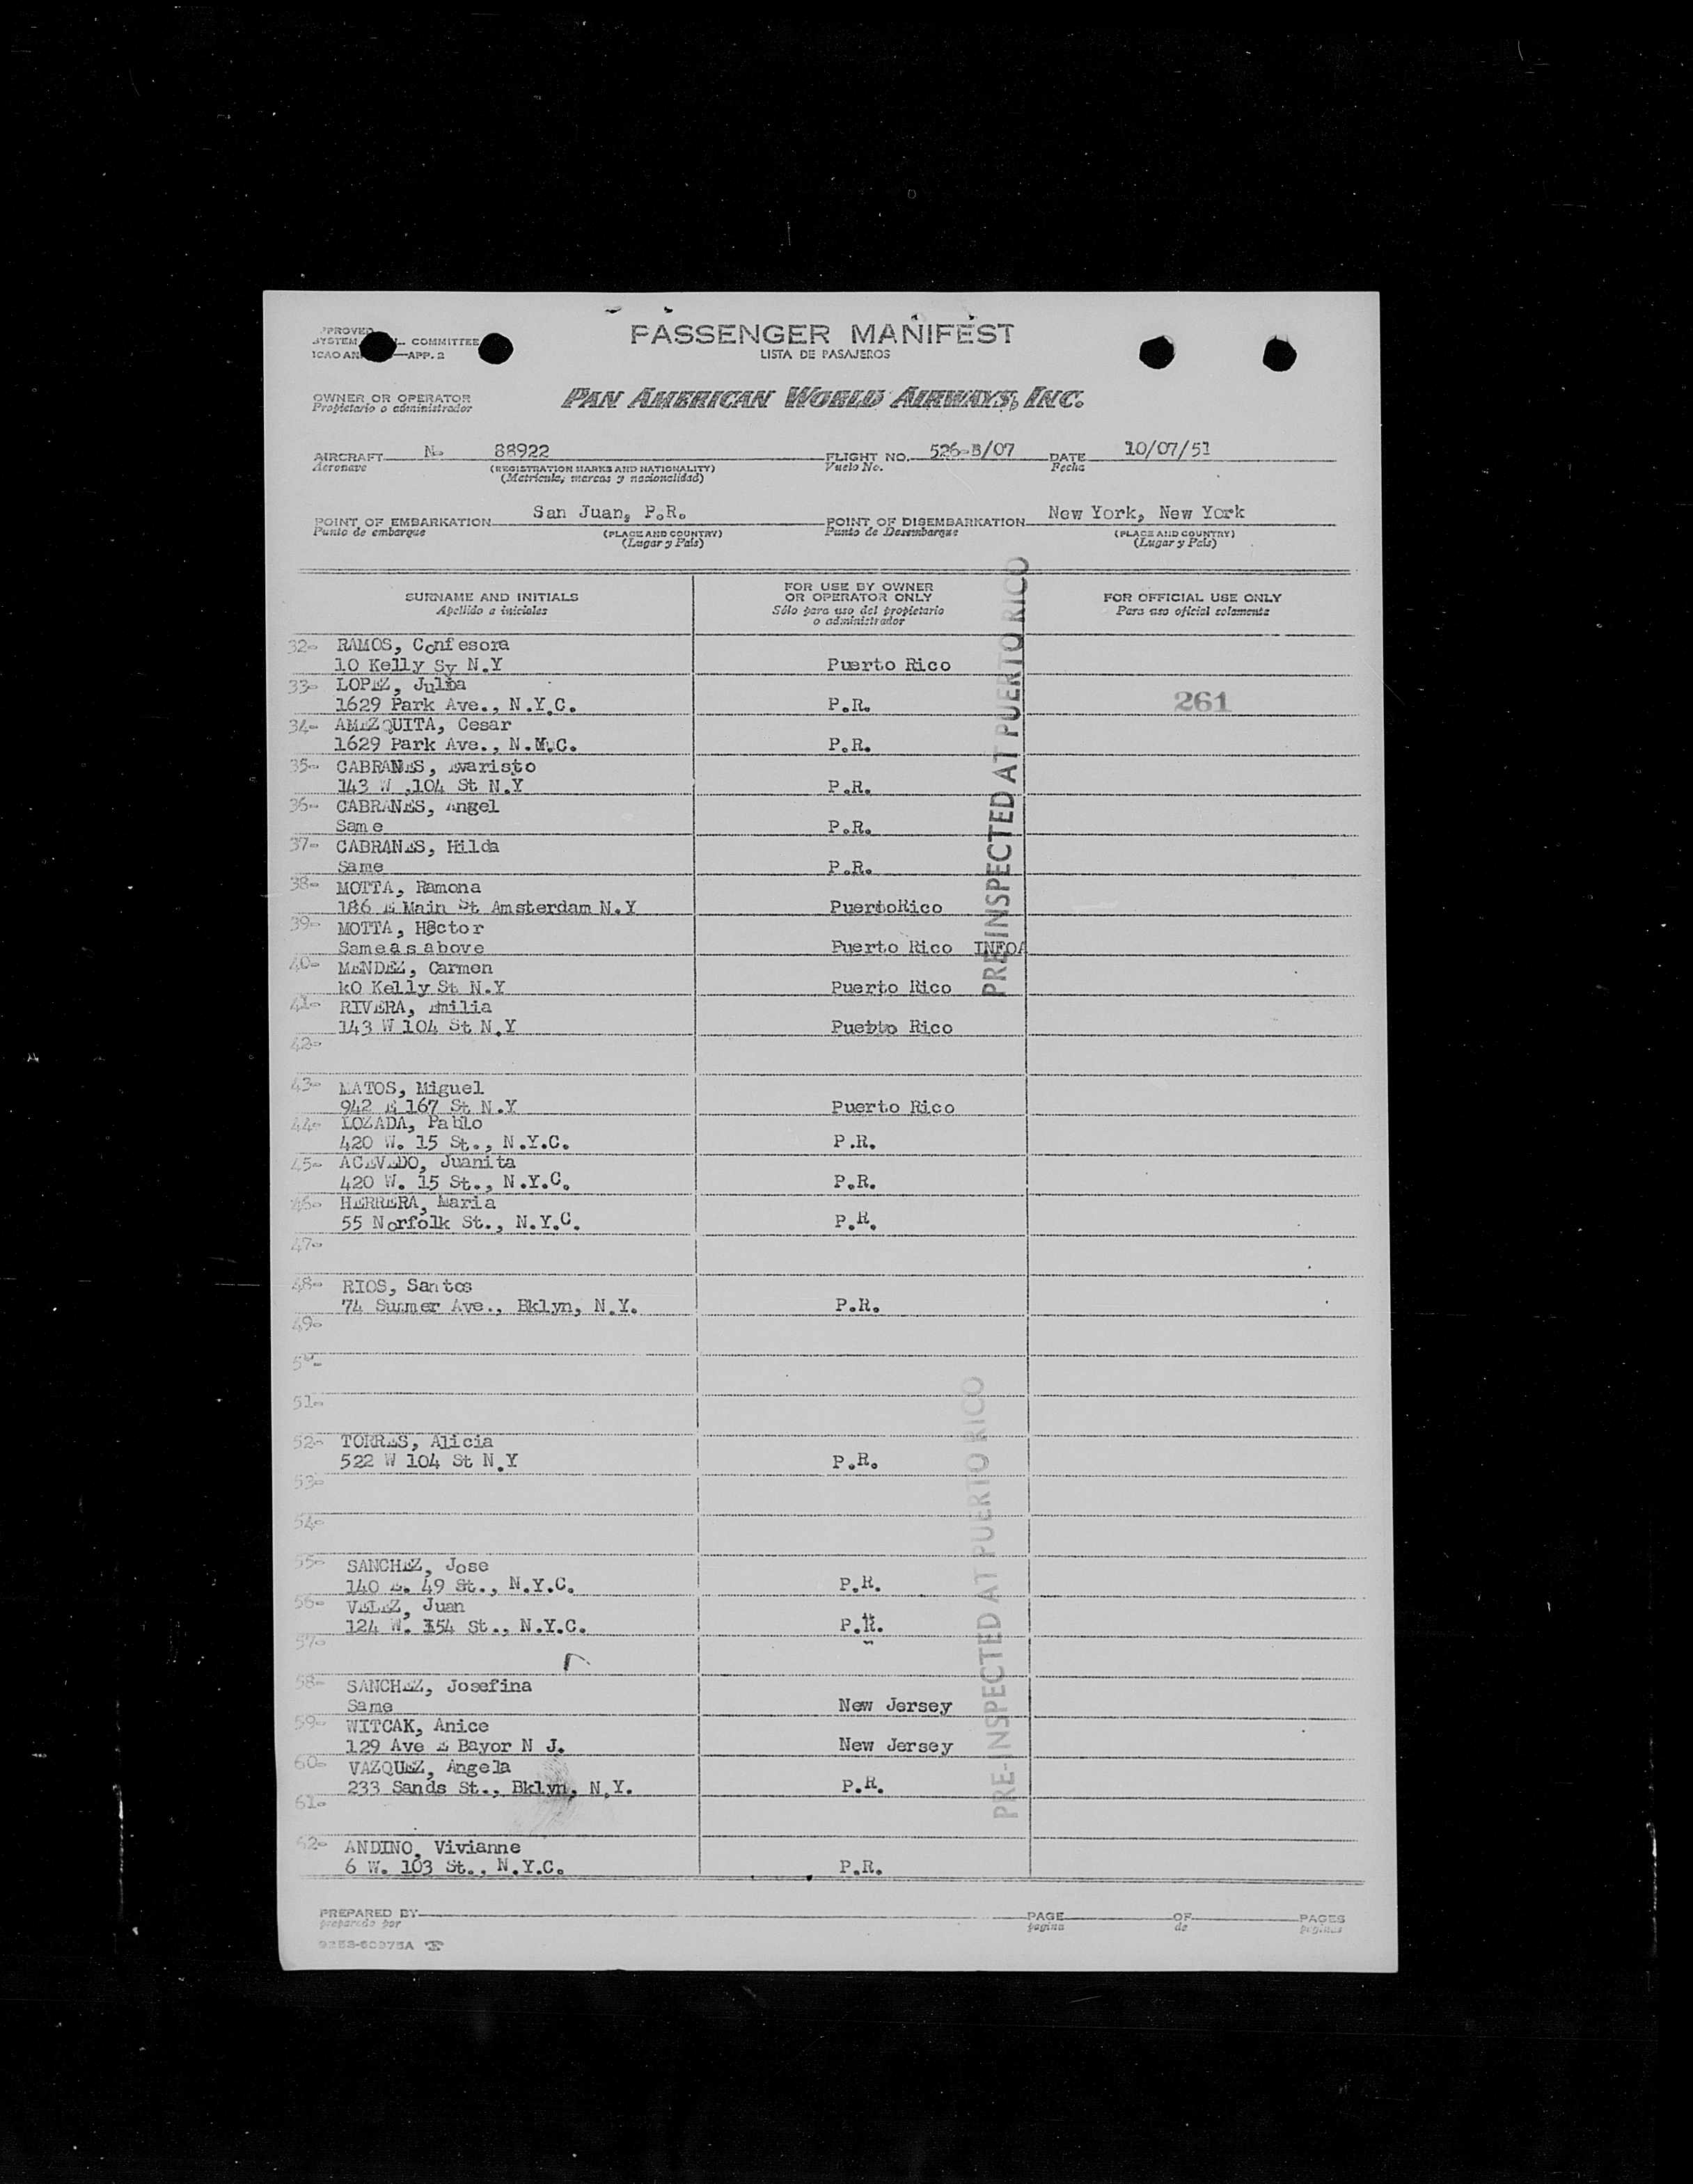 PASSENGER MANIFEST
LISTA DE PASAJEROS
COMMITTEE
APP. 2
OWNER OR OPERATOR
Propietario o administrador
PAN AMERICAN WORLD AIRWAYS, INC.
AIRCRAFT N- 88922 FLIGHT NO. 526-B/07 DATE 10/07/51
Aeronave (REGISTRATION MARKS AND NATIONALITY) Vuelo No. Fecha
(Matricula, marcas y nacionalidad)
POINT OF EMBARKATION San Juan, P.R. POINT OF DISEMBARKATION New York, New York
Punto de embarque (PLACE AND COUNTRY) Punto de Desembarque (PLACE AND COUNTRY)
(Lugar y País) (Lugar y País)
SURNAME AND INITIALS FOR USE BY OWNER OR OPERATOR ONLY FOR OFFICIAL USE ONLY
Apellido e iniciales Sólo para uso del propietario o administrador Para uso oficial solamente
32- RAMOS, Confesora
10 Kelly Sy N.Y Puerto Rico
33- LOPEZ, Julia
1629 Park Ave., N.Y.C. P.R. 261
34- AMEZQUITA, Cesar
1629 Park Ave., N.Y.C. P.R.
35- CABRANES, Evaristo
143 W .104 St N.Y P.R.
36- CABRANES, Angel
Same P.R.
37- CABRANES, Hilda
Same P.R.
38- MOTTA, Ramona
186 E Main St Amsterdam N.Y PuertoRico
39- MOTTA, Hector
Same as above Puerto Rico INFOA
40- MENDEZ, Carmen
kO Kelly St N.Y Puerto Rico
41- RIVERA, Emilia
143 W 104 St N.Y Puebto Rico
42-
43- MATOS, Miguel
942 E 167 St N.Y Puerto Rico
44- LOZADA, Pablo
420 W. 15 St., N.Y.C. P.R.
45- ACEVEDO, Juanita
420 W. 15 St., N.Y.C. P.R.
46- HERRERA, Maria
55 Norfolk St., N.Y.C. P.R.
47-
48- RIOS, Santos
74 Sumner Ave., Bklyn, N.Y. P.R.
49-
50-
51-
52- TORRES, Alicia
522 W 104 St N.Y P.R.
53-
54-
55- SANCHEZ, Jose
140 E. 49 St., N.Y.C. P.R.
56- VELEZ, Juan
124 W. 154 St., N.Y.C. P.R.
57-
58- SANCHEZ, Josefina
Same New Jersey
59- WITCAK, Anice
129 Ave E Bayor N J. New Jersey
60- VAZQUEZ, Angela
233 Sands St., Bklyn, N.Y. P.R.
61-
62- ANDINO, Vivianne
6 W. 103 St., N.Y.C. P.R.
PRE-INSPECTED AT PUERTO RICO
PRE-INSPECTED AT PUERTO RICO
PREPARED BY PAGE OF PAGES
preparado por página de páginas